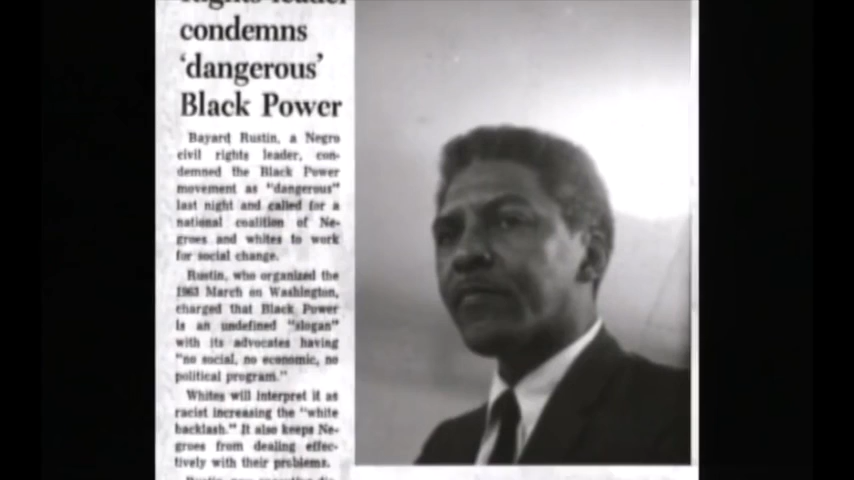 Rights leader
condemns
'dangerous'
Black Power
Bayard Rustin, a Negro
civil rights leader, con-
demned the Black Power
movement as "dangerous"
last night and called for a
national coalition of Ne-
groes and whites to work
for social change.
Rustin, who organized the
1963 March on Washington,
charged that Black Power
is an undefined "slogan"
with its advocates having
"no social, no economic, no
political program."
Whites will interpret it as
racist increasing the "white
backlash." It also keeps Ne-
groes from dealing effec-
tively with their problems.